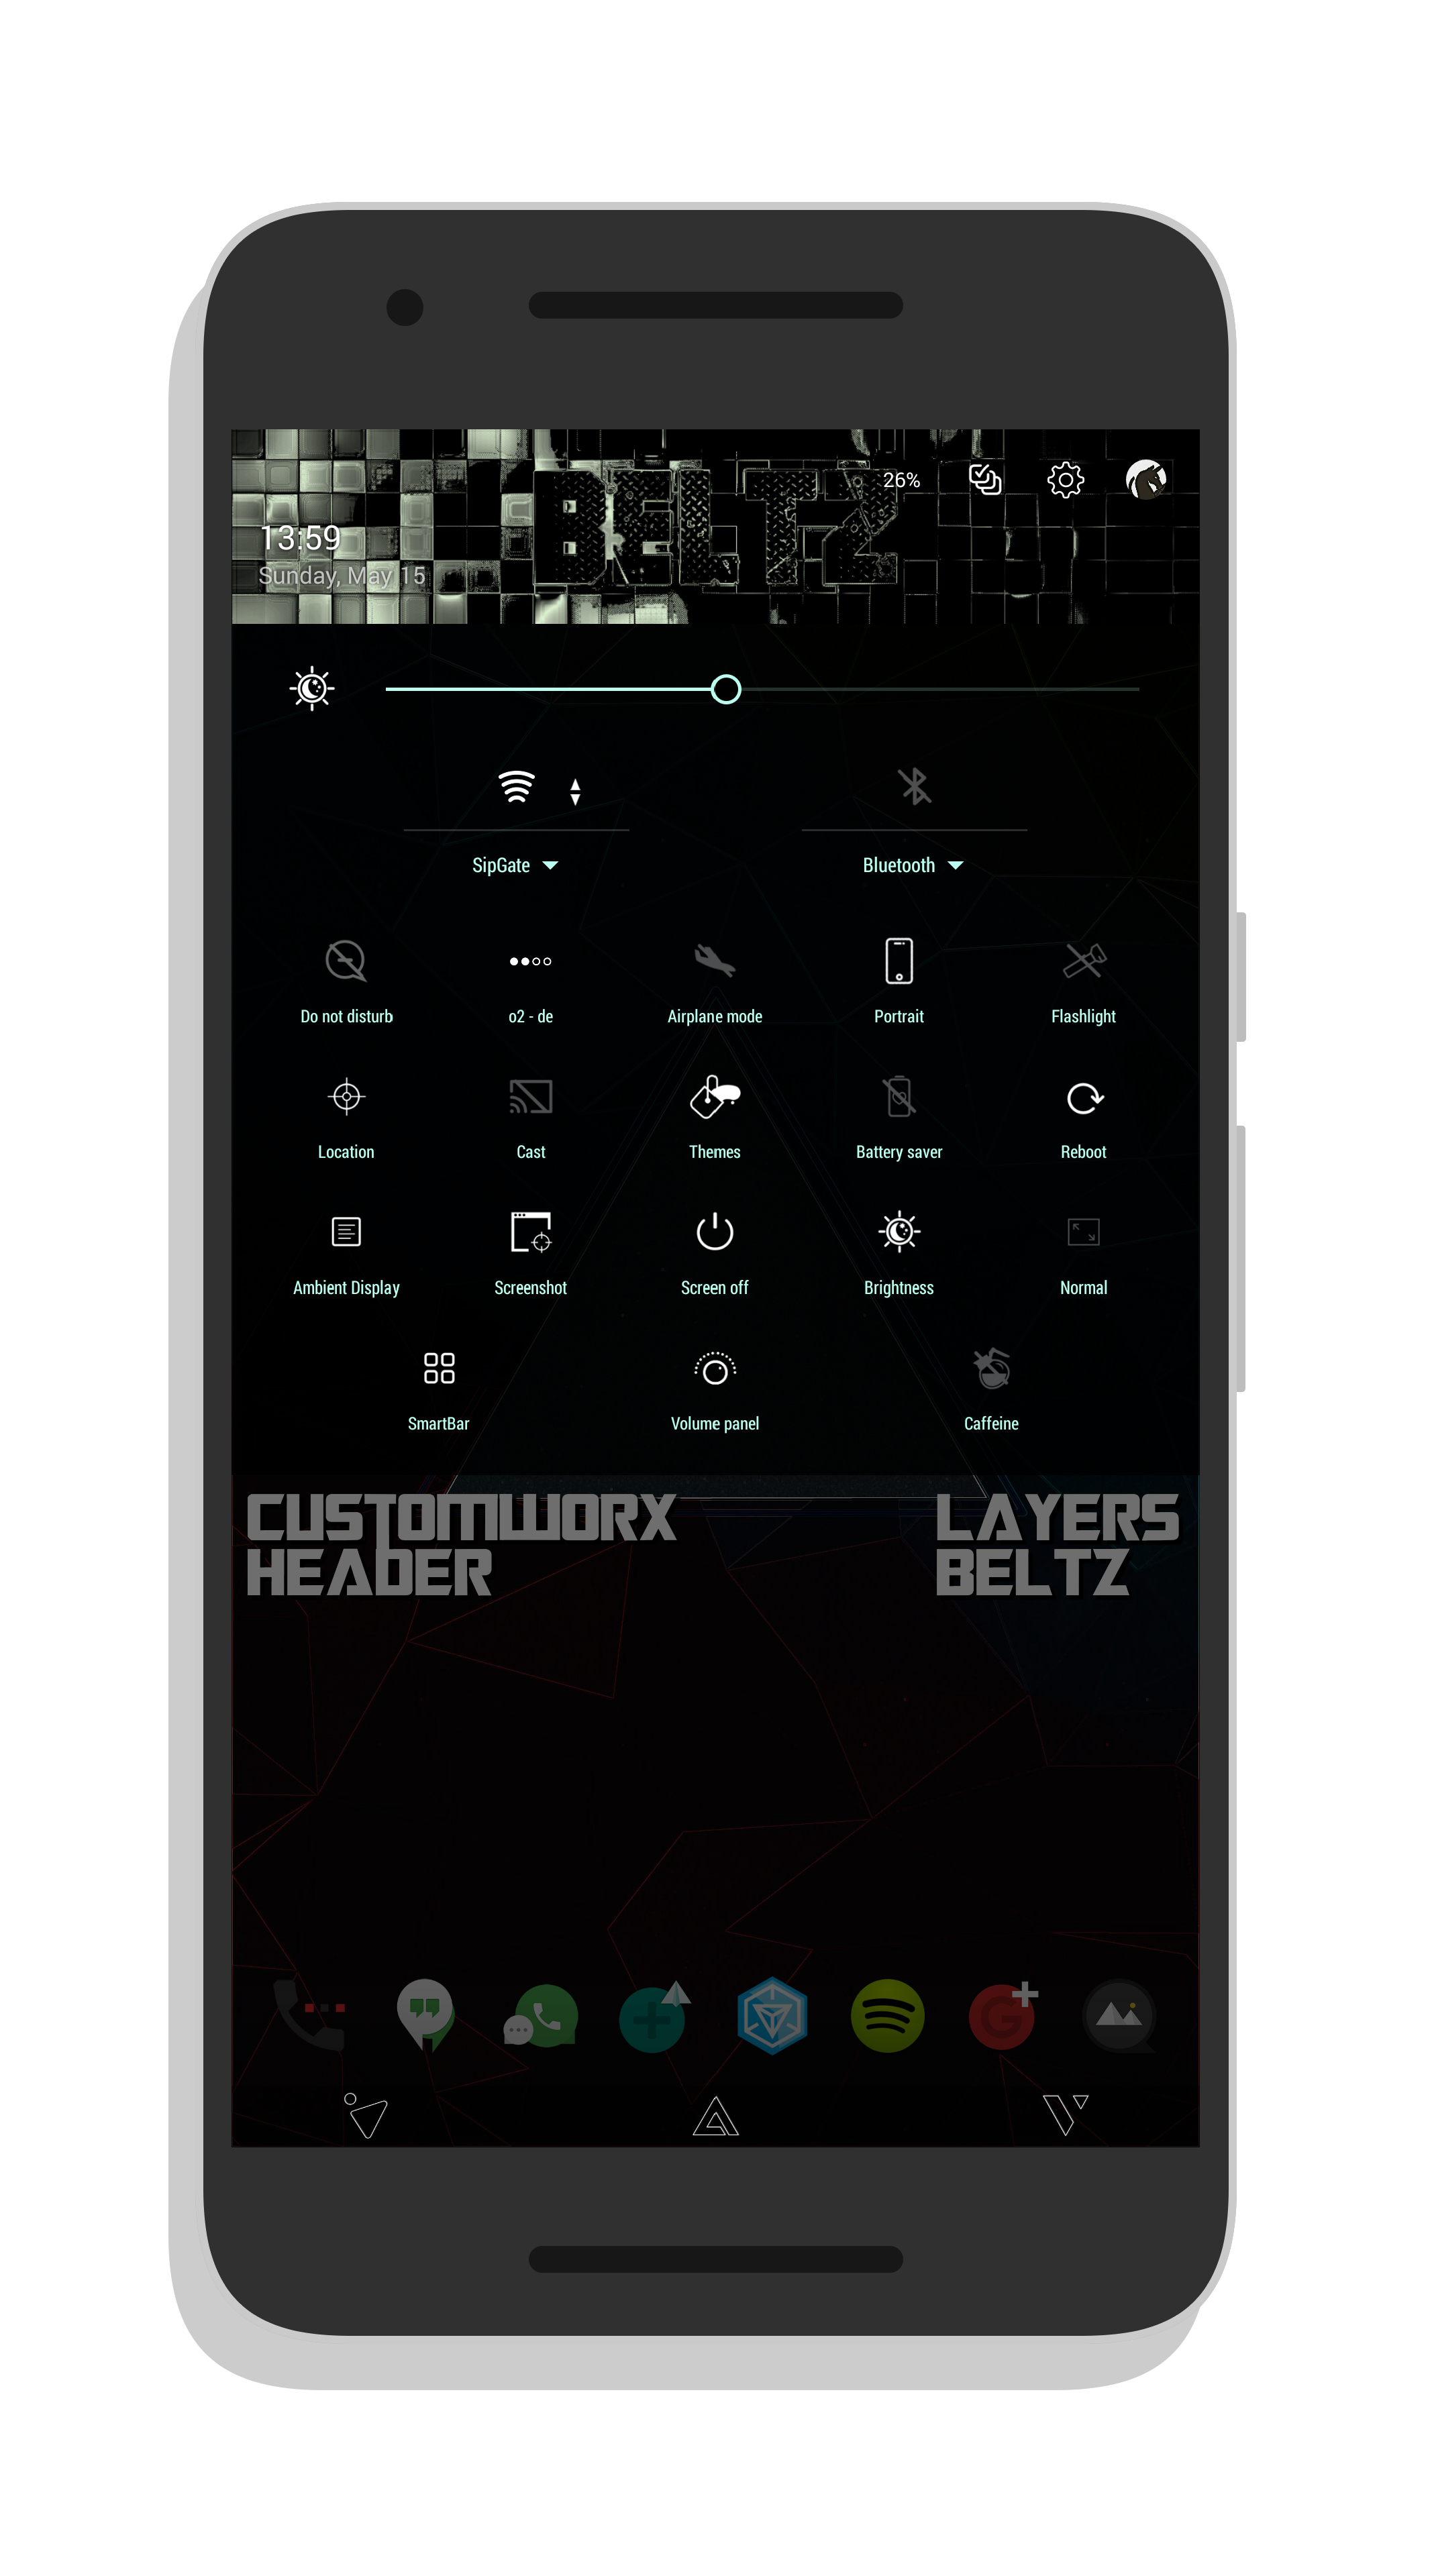 BELTZ
26%
13:59
Sunday, May 15
SipGate
Bluetooth
Do not disturb
o2 - de
Airplane mode
Portrait
Flashlight
Location
Cast
Themes
Battery saver
Reboot
Ambient Display
Screenshot
Screen off
Brightness
Normal
SmartBar
Volume panel
Caffeine
CUSTOMWORX
HEADER
LAYERS
BELTZ
G+